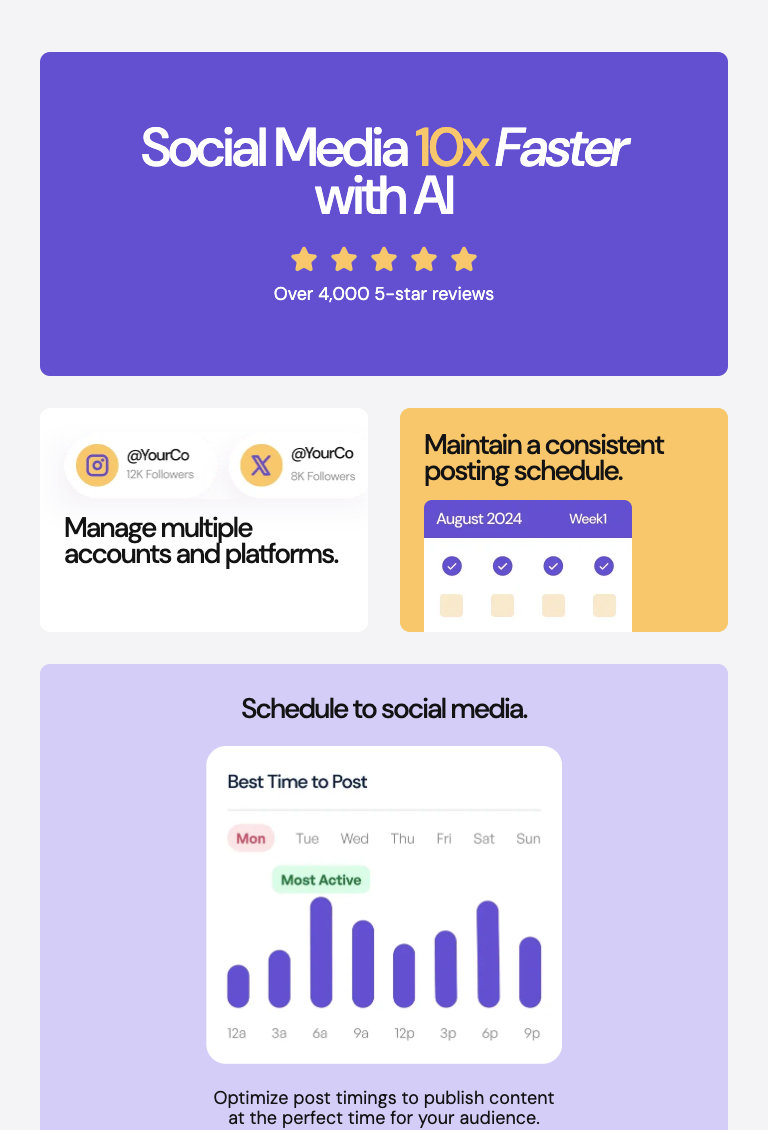 Social Media 10x Faster
with AI
Over 4,000 5-star reviews
@YourCo
12K Followers
@YourCo
8K Followers
Manage multiple
accounts and platforms.
Maintain a consistent
posting schedule.
August 2024 Week1
Schedule to social media.
Best Time to Post
Mon Tue Wed Thu Fri Sat Sun
Most Active
12a 3a 6a 9a 12p 3p 6p 9p
Optimize post timings to publish content
at the perfect time for your audience.